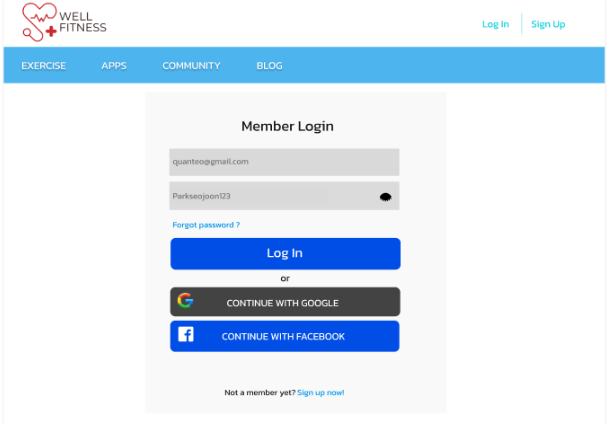 WELL
FITNESS
Log In
Sign Up
EXERCISE
APPS
COMMUNITY
BLOG
Member Login
quanteo@gmail.com
Parkseojoon123
Forgot password ?
Log In
or
CONTINUE WITH GOOGLE
CONTINUE WITH FACEBOOK
Not a member yet? Sign up now!